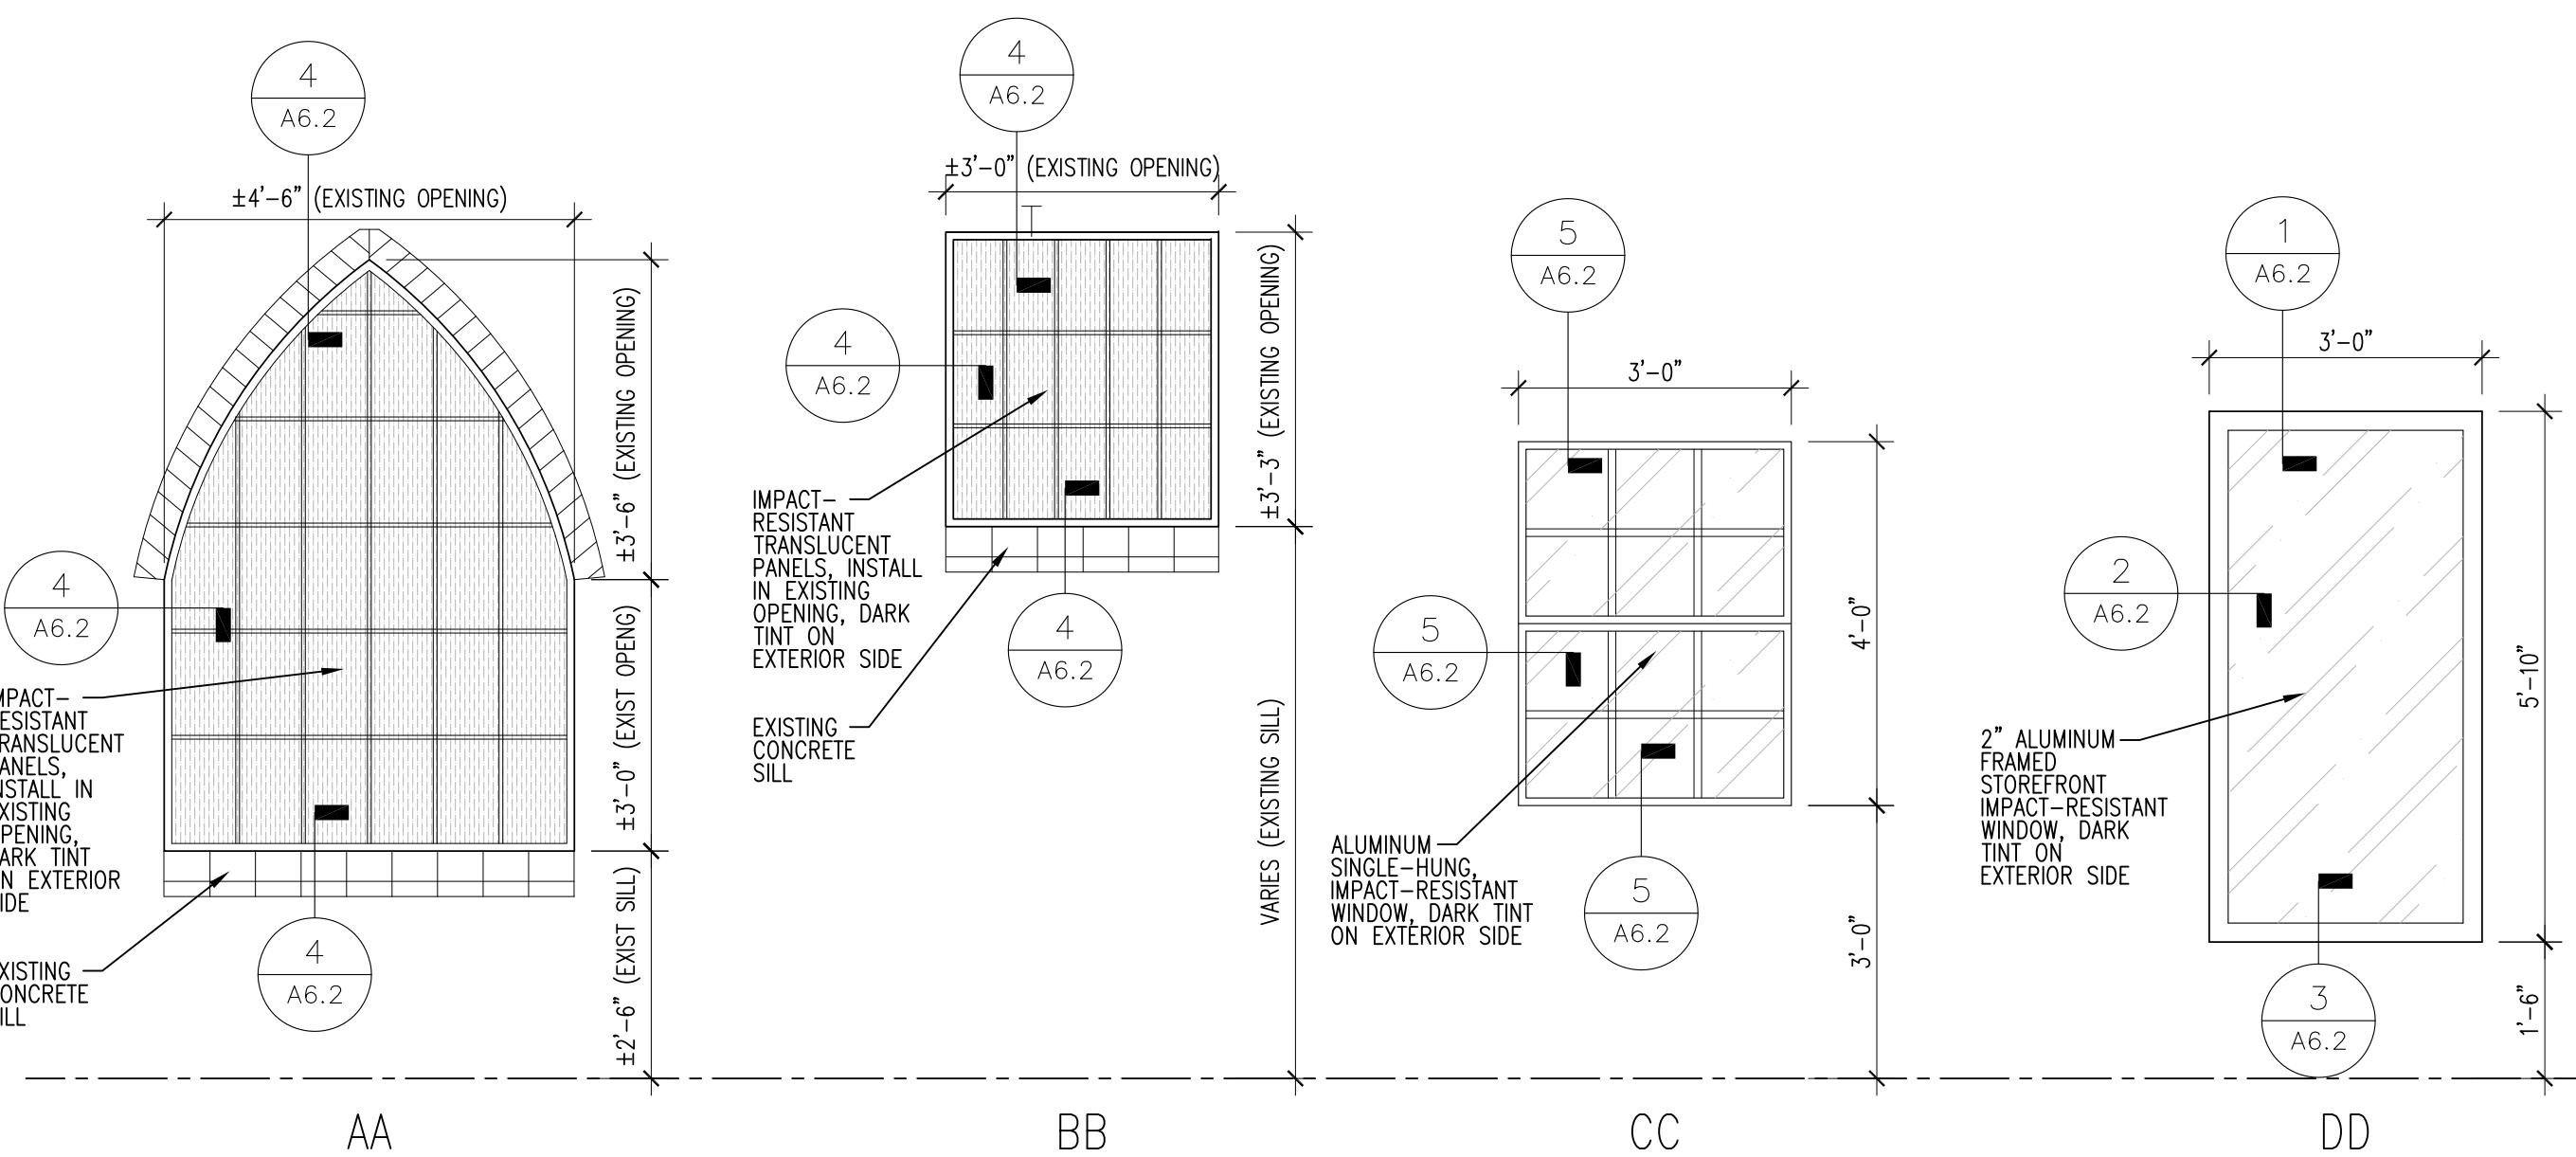 4
A6.2
±4'-6" (EXISTING OPENING)
±3'-6" (EXISTING OPENING)
4
A6.2
±3'-0" (EXIST OPENG)
MPACT-
ESISTANT
RANSLUCENT
ANELS,
NSTALL IN
XISTING
PENING,
ARK TINT
N EXTERIOR
IDE
XISTING
ONCRETE
ILL
4
A6.2
±2'-6" (EXIST SILL)
AA
4
A6.2
±3'-0" (EXISTING OPENING)
4
A6.2
±3'-3" (EXISTING OPENING)
IMPACT-
RESISTANT
TRANSLUCENT
PANELS, INSTALL
IN EXISTING
OPENING, DARK
TINT ON
EXTERIOR SIDE
4
A6.2
EXISTING
CONCRETE
SILL
VARIES (EXISTING SILL)
BB
5
A6.2
3'-0"
5
A6.2
4'-0"
ALUMINUM
SINGLE-HUNG,
IMPACT-RESISTANT
WINDOW, DARK TINT
ON EXTERIOR SIDE
5
A6.2
3'-0"
CC
1
A6.2
3'-0"
2
A6.2
5'-10"
2" ALUMINUM
FRAMED
STOREFRONT
IMPACT-RESISTANT
WINDOW, DARK
TINT ON
EXTERIOR SIDE
3
A6.2
1'-6"
DD